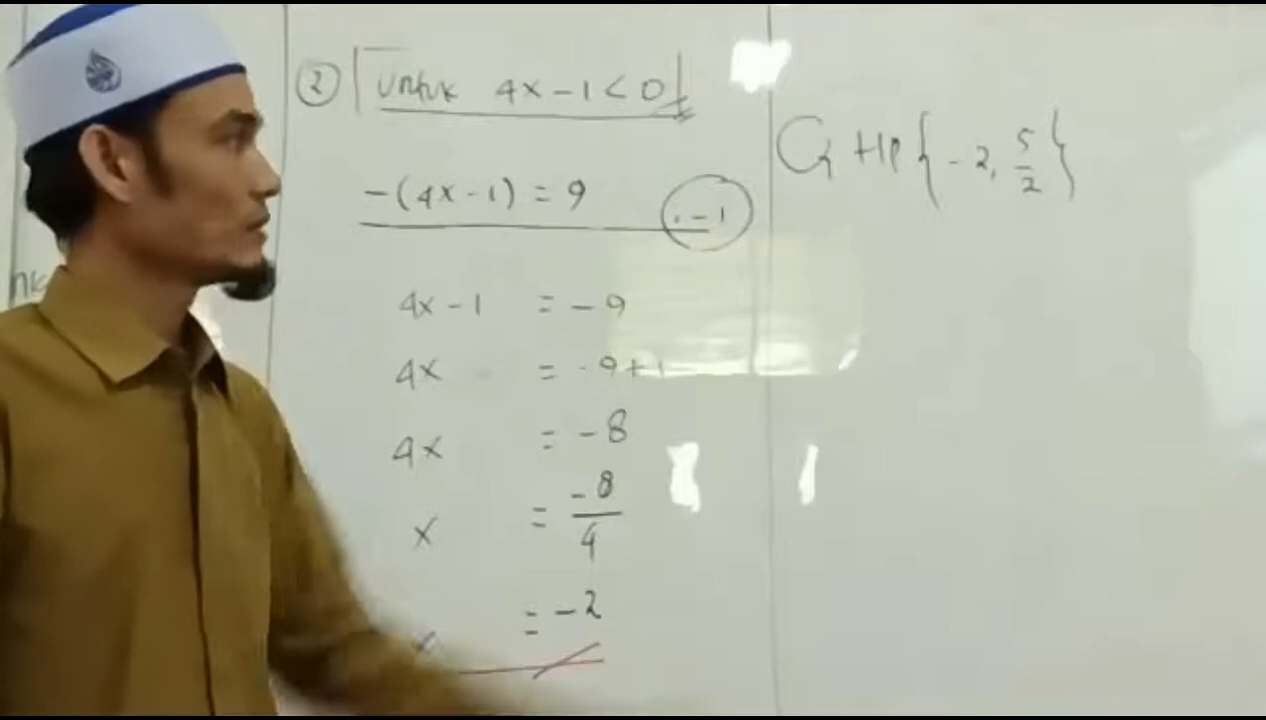 ② untuk 4x - 1 < 0
-(4x - 1) = 9 . -1
4x - 1 = -9
4x = -9 + 1
4x = -8
x = -8/4
x = -2
HP { -2, 5/2 }